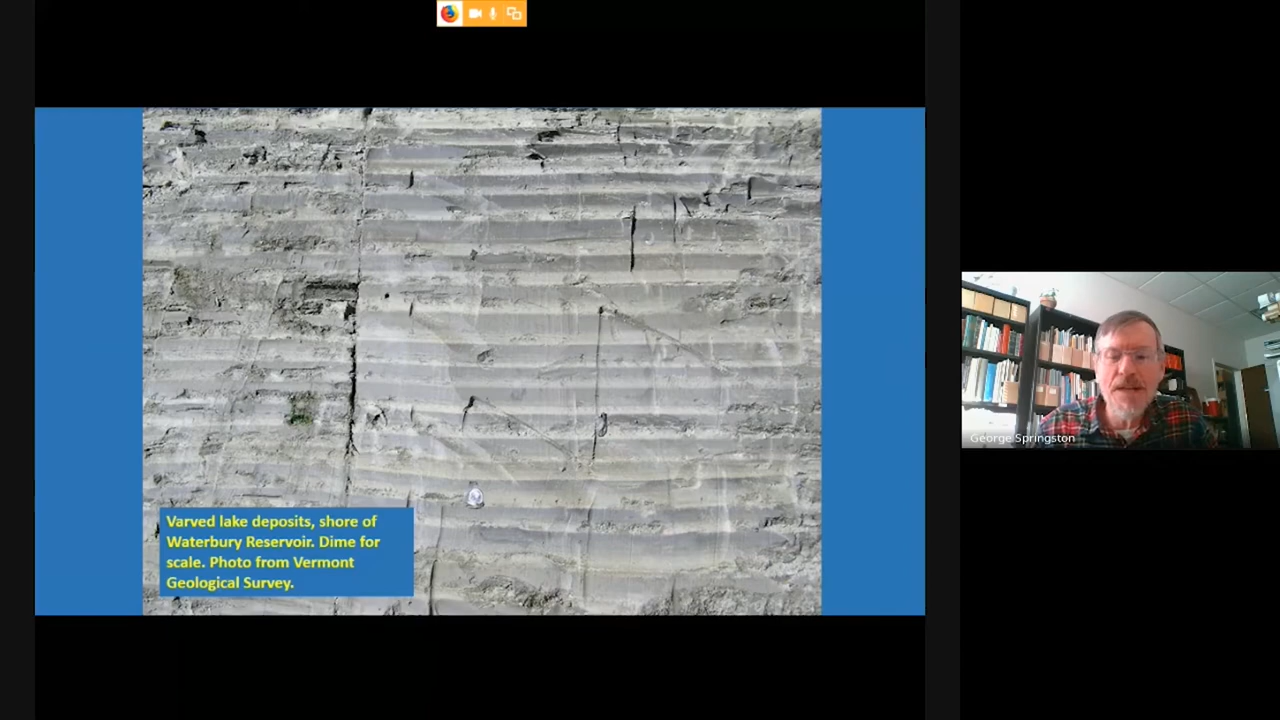 Varved lake deposits, shore of
Waterbury Reservoir. Dime for
scale. Photo from Vermont
Geological Survey.
George Springston